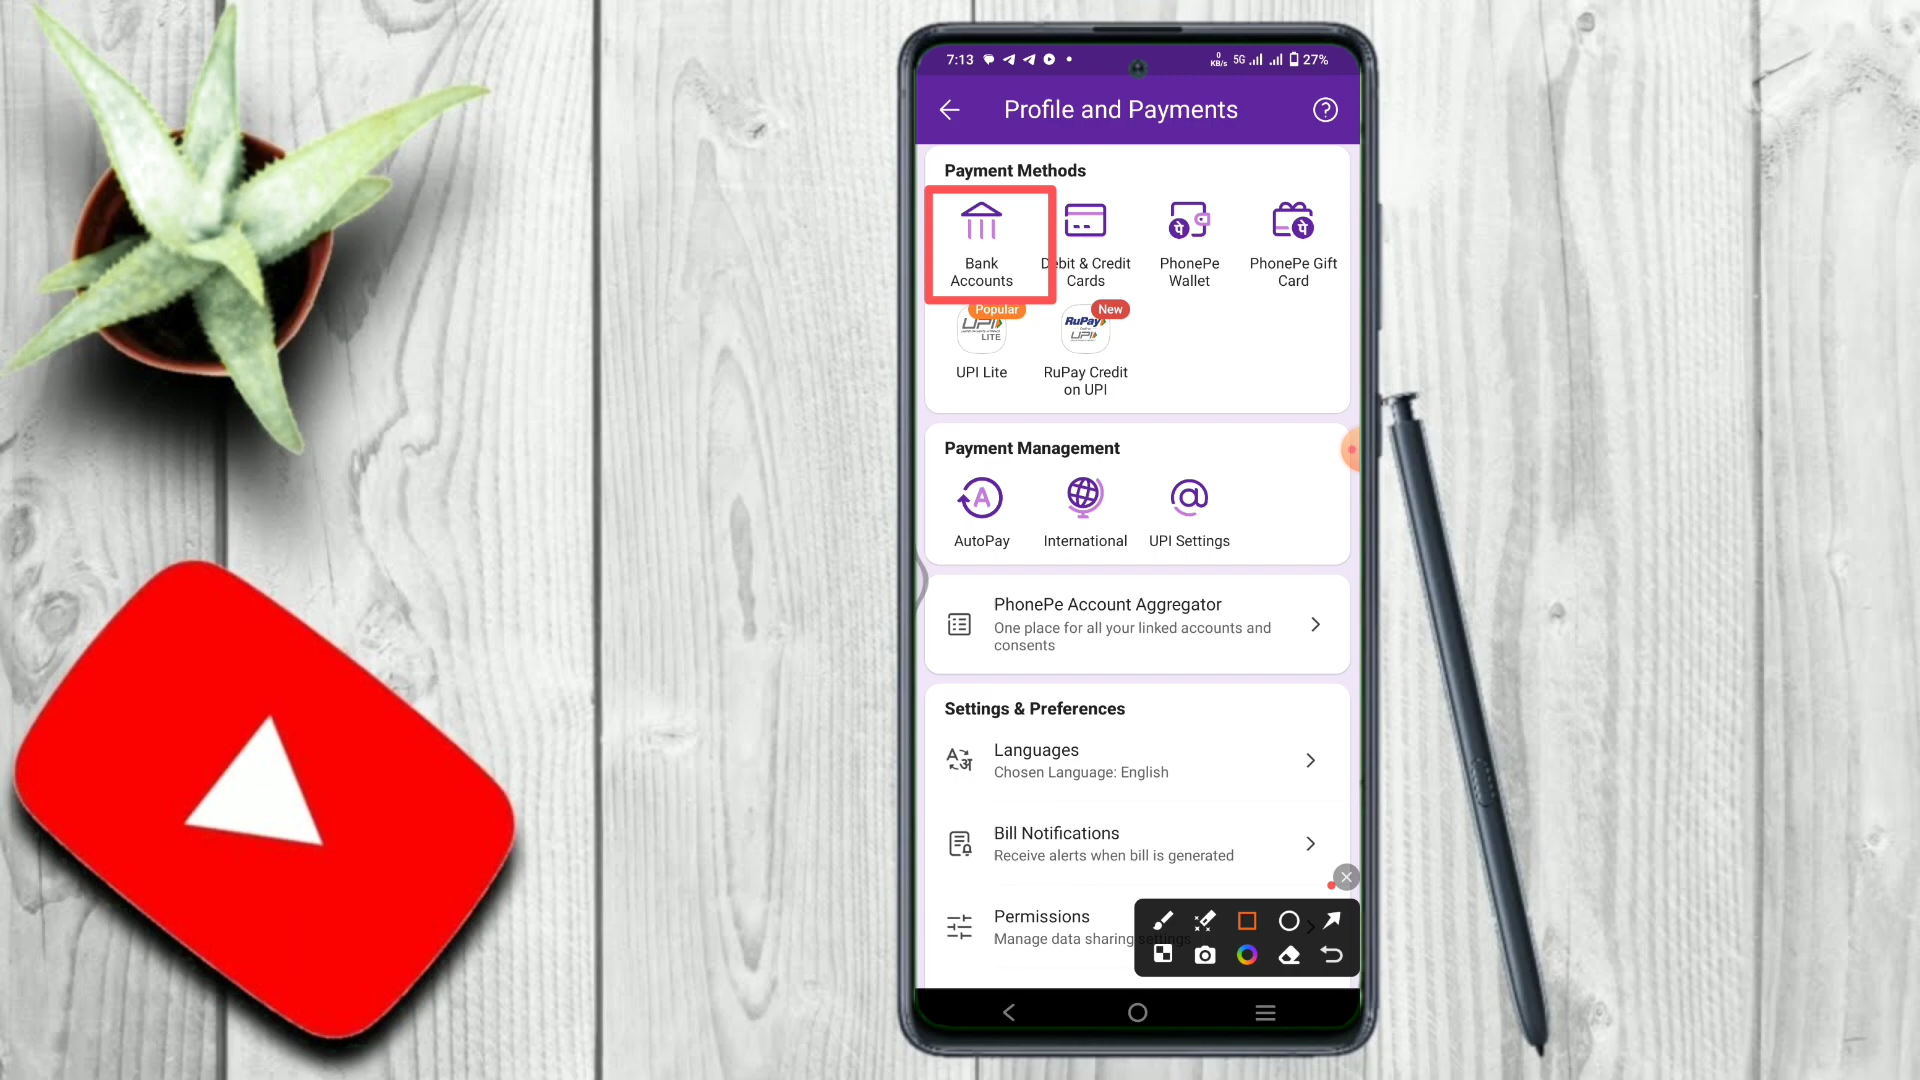 7:13
0
KB/s
5G
27%
Profile and Payments
Payment Methods
Bank
Accounts
Debit & Credit
Cards
PhonePe
Wallet
PhonePe Gift
Card
Popular
UPI
LITE
UPI Lite
New
RuPay
UPI
RuPay Credit
on UPI
Payment Management
AutoPay
International
UPI Settings
PhonePe Account Aggregator
One place for all your linked accounts and
consents
Settings & Preferences
Languages
Chosen Language: English
Bill Notifications
Receive alerts when bill is generated
Permissions
Manage data sharing settings